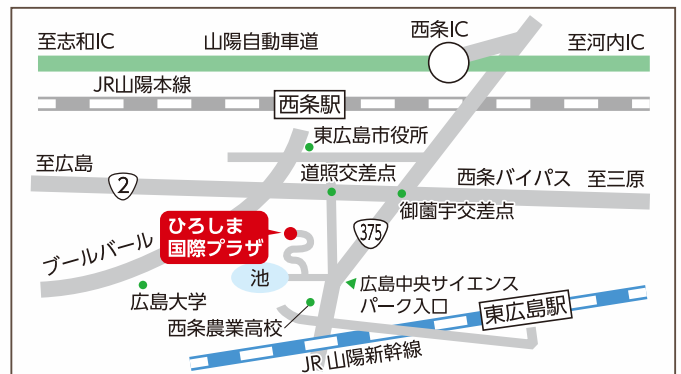 西条IC
至志和IC
山陽自動車道
至河内IC
JR山陽本線
西条駅
東広島市役所
至広島
2
道照交差点
西条バイパス
至三原
御薗宇交差点
ひろしま
国際プラザ
375
ブールバール
池
広島大学
広島中央サイエンス
パーク入口
西条農業高校
東広島駅
JR山陽新幹線